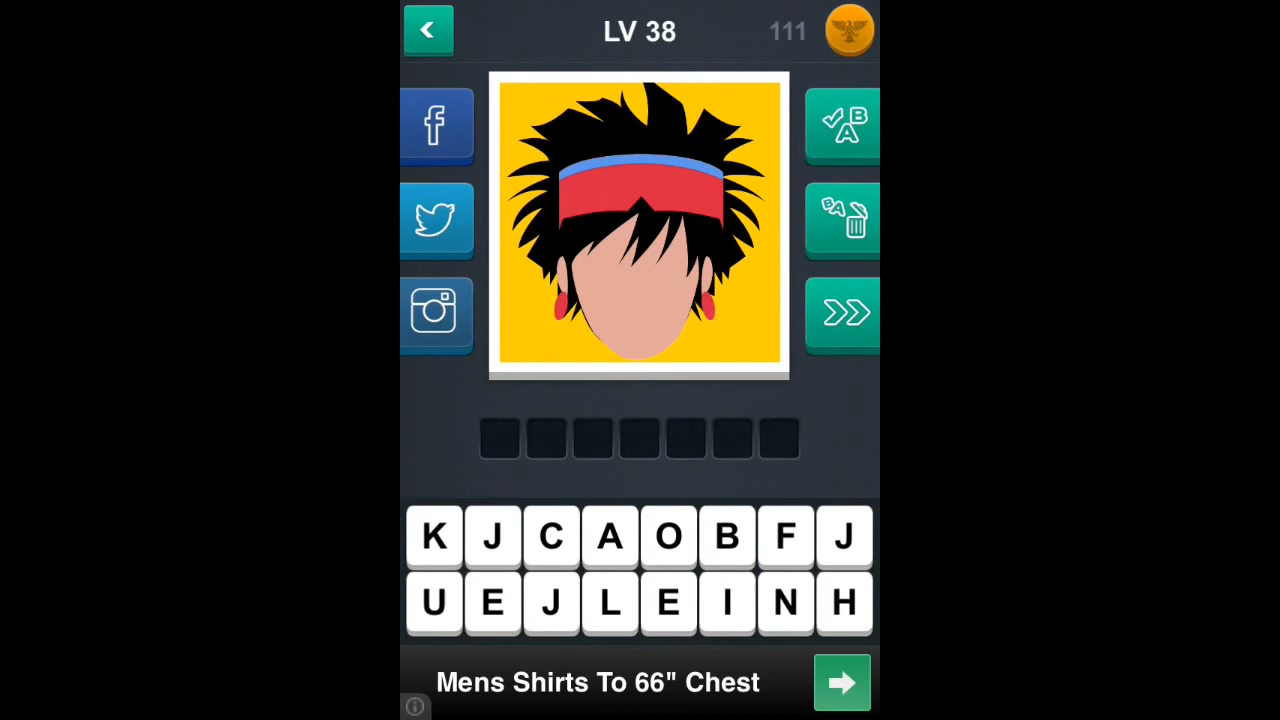 LV 38 111
B
A
B A
K J C A O B F J
U E J L E I N H
Mens Shirts To 66" Chest